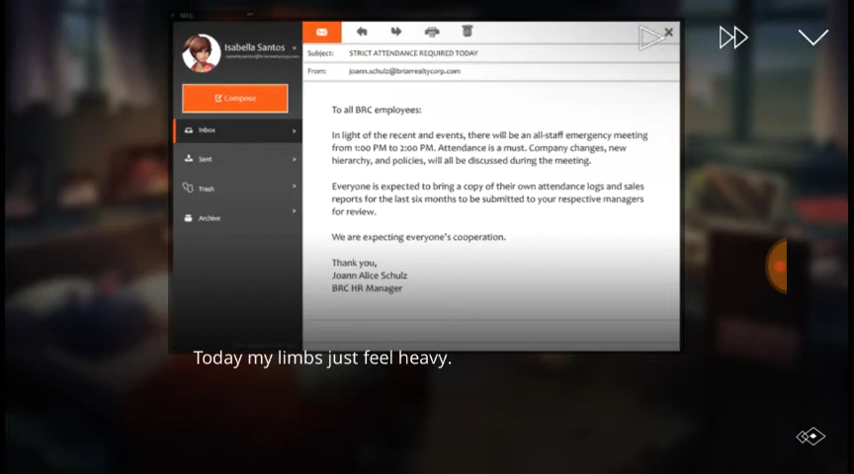 MAIL
Isabella Santos
Compose
Inbox
Sent
Trash
Archive
Subject: STRICT ATTENDANCE REQUIRED TODAY
From: joann.schulz@briarrealtycorp.com
To all BRC employees:
In light of the recent and events, there will be an all-staff emergency meeting
from 1:00 PM to 2:00 PM. Attendance is a must. Company changes, new
hierarchy, and policies, will all be discussed during the meeting.
Everyone is expected to bring a copy of their own attendance logs and sales
reports for the last six months to be submitted to your respective managers
for review.
We are expecting everyone's cooperation.
Thank you,
Joann Alice Schulz
BRC HR Manager
Today my limbs just feel heavy.